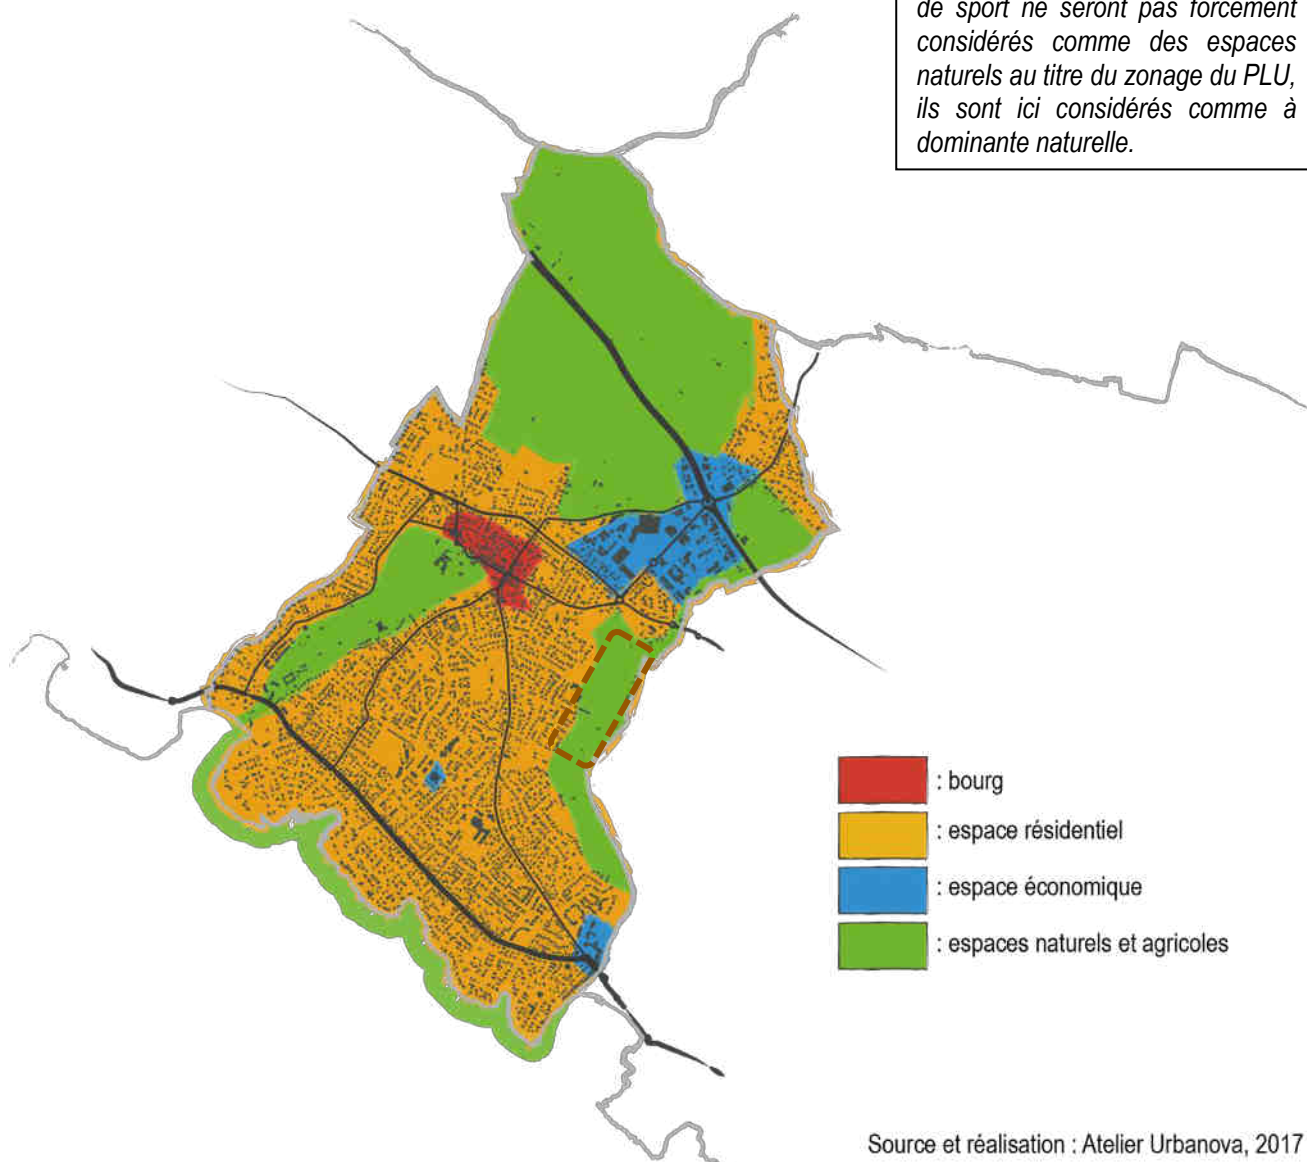 de sport ne seront pas forcément
considérés comme des espaces
naturels au titre du zonage du PLU,
ils sont ici considérés comme à
dominante naturelle.
: bourg
: espace résidentiel
: espace économique
: espaces naturels et agricoles
Source et réalisation : Atelier Urbanova, 2017